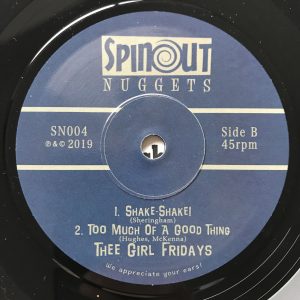 SPINOUT
NUGGETS
SN004
℗ & © 2019
Side B
45rpm
1. SHAKE-SHAKE!
(Sheringham)
2. TOO MUCH OF A GOOD THING
(Hughes, McKenna)
THEE GIRL FRIDAYS
We appreciate your ears!